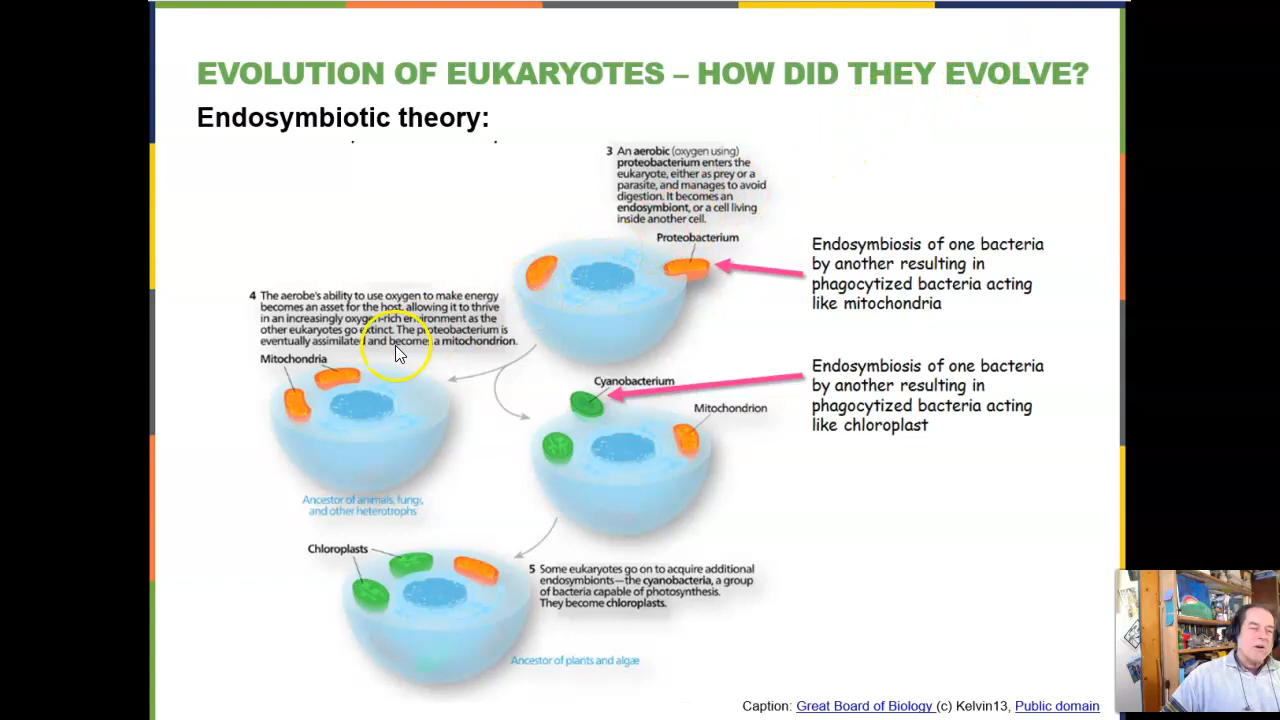 EVOLUTION OF EUKARYOTES – HOW DID THEY EVOLVE?
Endosymbiotic theory:
3 An aerobic (oxygen using)
proteobacterium enters the
eukaryote, either as prey or a
parasite, and manages to avoid
digestion. It becomes an
endosymbiont, or a cell living
inside another cell.
Proteobacterium
Endosymbiosis of one bacteria
by another resulting in
phagocytized bacteria acting
like mitochondria
4 The aerobe's ability to use oxygen to make energy
becomes an asset for the host, allowing it to thrive
in an increasingly oxygen-rich environment as the
other eukaryotes go extinct. The proteobacterium is
eventually assimilated and becomes a mitochondrion.
Mitochondria
Cyanobacterium
Mitochondrion
Endosymbiosis of one bacteria
by another resulting in
phagocytized bacteria acting
like chloroplast
Ancestor of animals, fungi,
and other heterotrophs
Chloroplasts
5 Some eukaryotes go on to acquire additional
endosymbionts—the cyanobacteria, a group
of bacteria capable of photosynthesis.
They become chloroplasts.
Ancestor of plants and algæ
Caption: Great Board of Biology (c) Kelvin13, Public domain